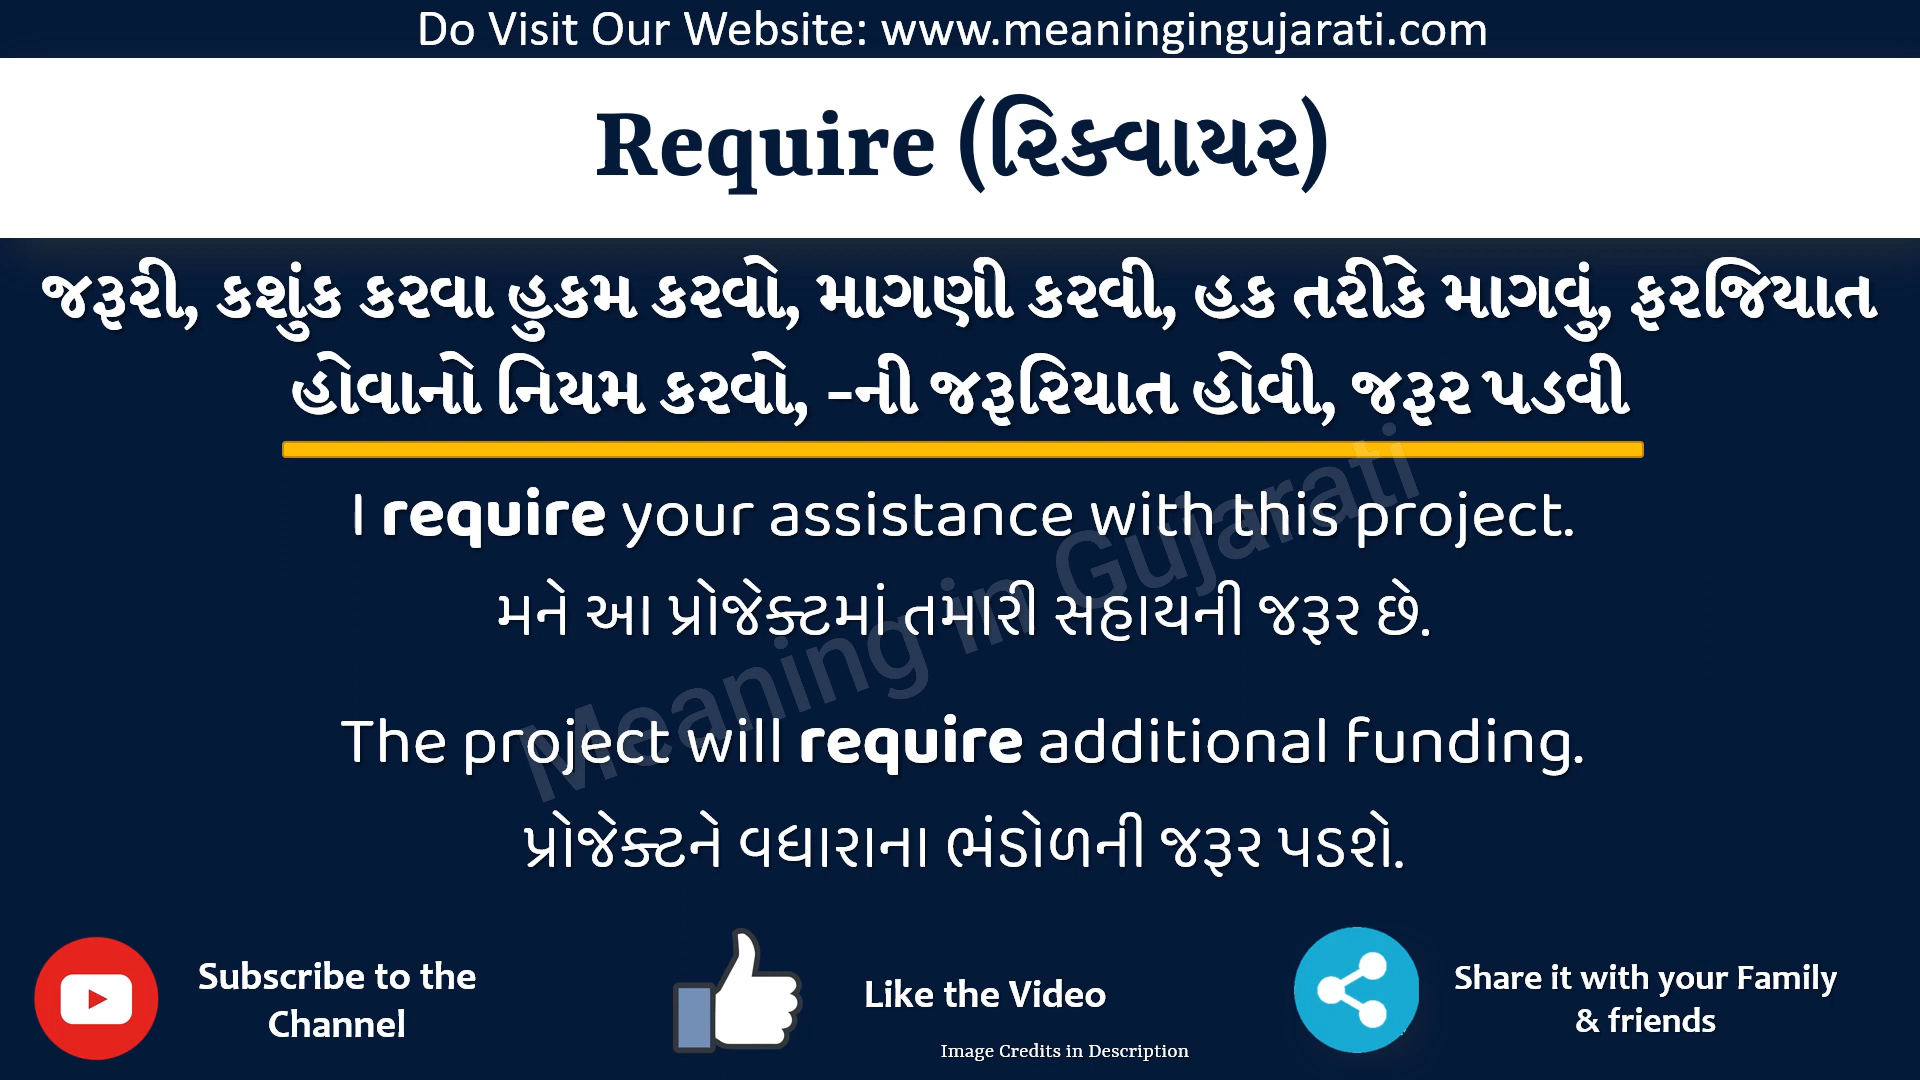 Do Visit Our Website: www.meaningingujarati.com
Require (રિક્વાયર)
જરૂરી, કશુંક કરવા હુકમ કરવો, માગણી કરવી, હક તરીકે માગવું, ફરજિયાત
હોવાનો નિયમ કરવો, -ની જરૂરિયાત હોવી, જરૂર પડવી
I require your assistance with this project.
મને આ પ્રોજેક્ટમાં તમારી સહાયની જરૂર છે.
Meaning in Gujarati
The project will require additional funding.
પ્રોજેક્ટને વધારાના ભંડોળની જરૂર પડશે.
Subscribe to the
Channel
Like the Video
Share it with your Family
& friends
Image Credits in Description